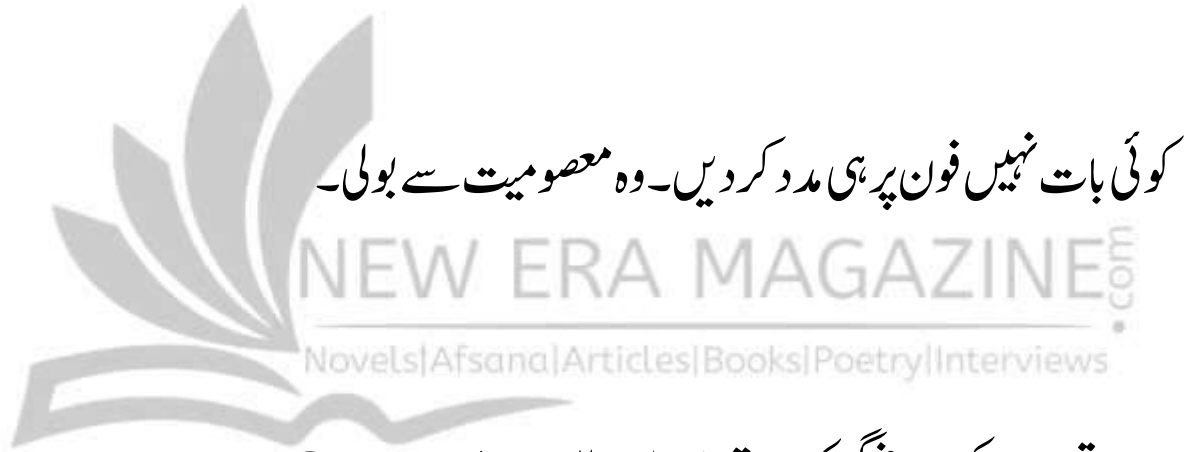 کوئی بات نہیں فون پر ہی مدد کر دیں۔ وہ معصومیت سے بولی۔
NEW ERA MAGAZINE.com
Novels|Afsana|Articles|Books|Poetry|Interviews